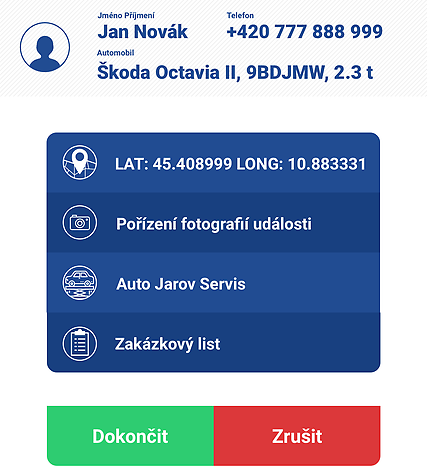 Jméno Příjmení Telefon
Jan Novák +420 777 888 999
Automobil
Škoda Octavia II, 9BDJMW, 2.3 t
LAT: 45.408999 LONG: 10.883331
Pořízení fotografií události
Auto Jarov Servis
Zakázkový list
Dokončit Zrušit